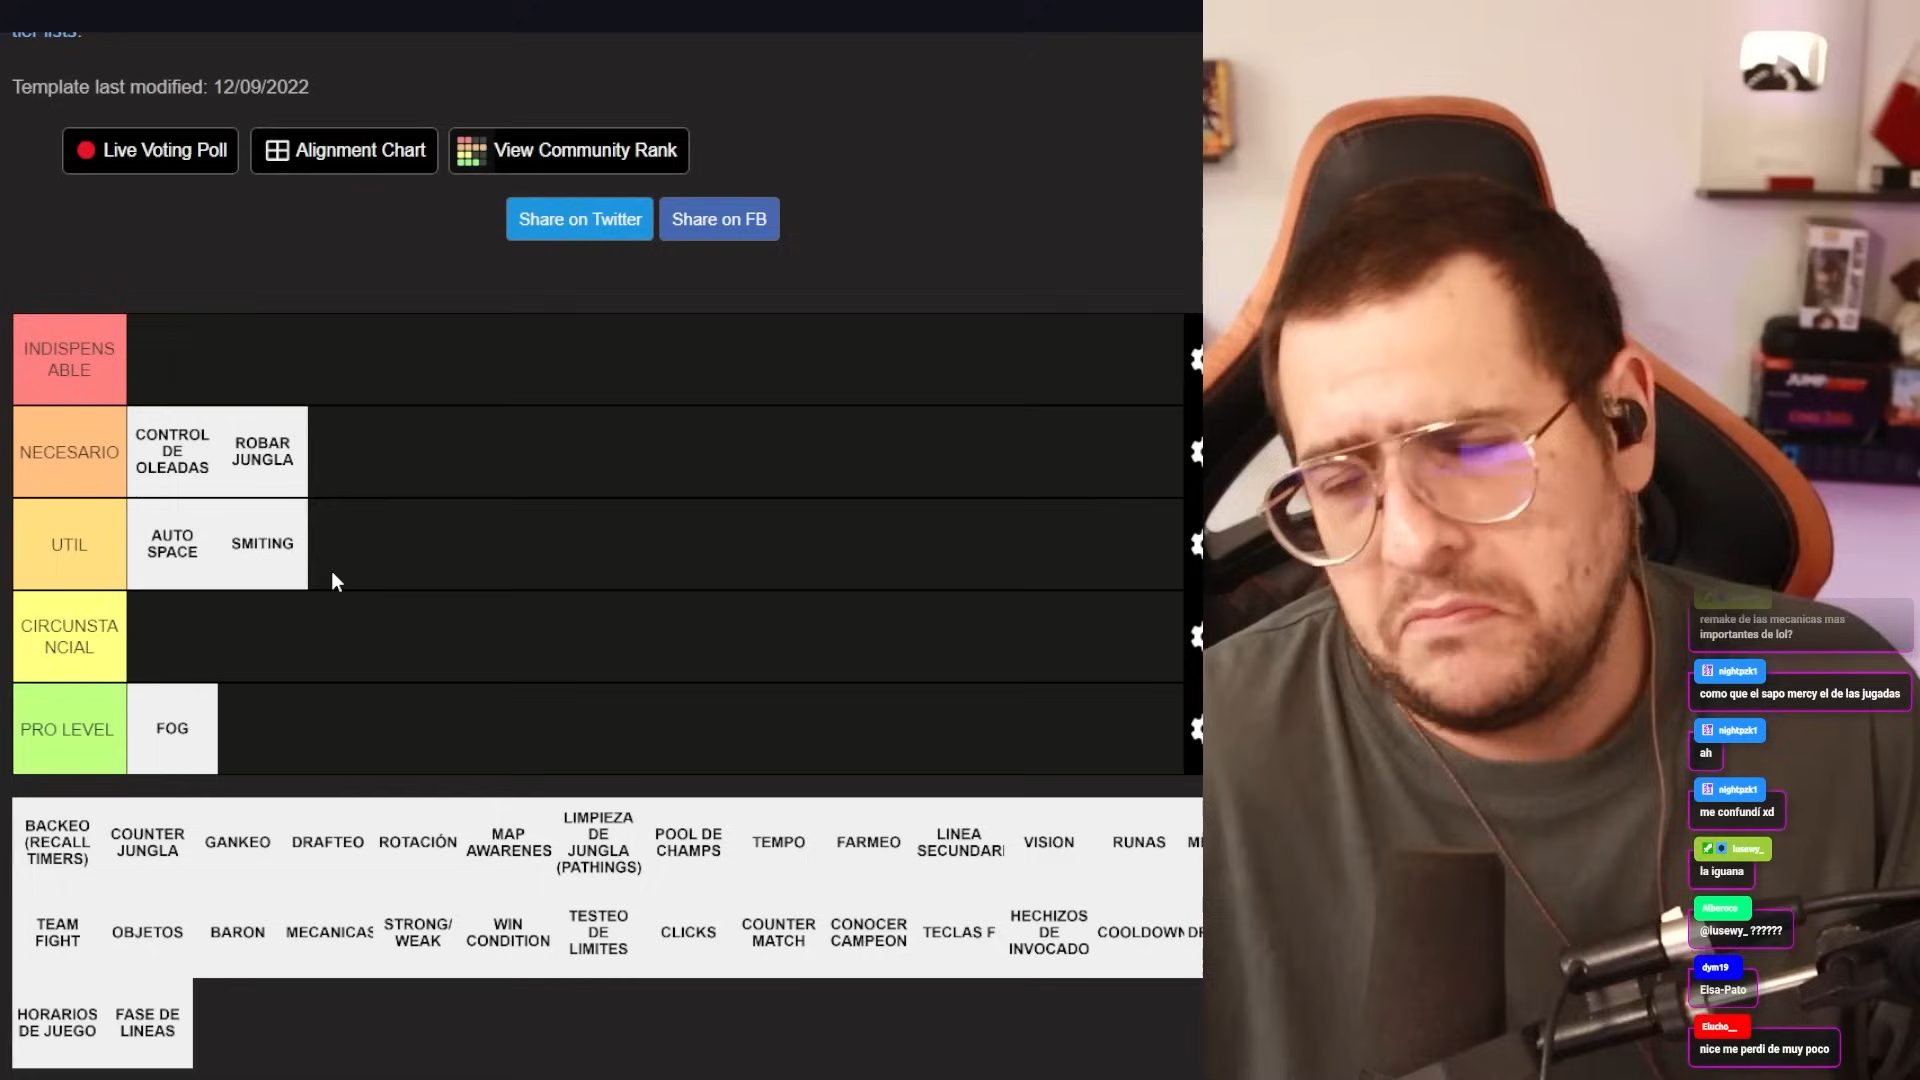 tier lists.
Template last modified: 12/09/2022
Live Voting Poll
Alignment Chart
View Community Rank
Share on Twitter
Share on FB
INDISPENS
ABLE
NECESARIO
CONTROL
DE
OLEADAS
ROBAR
JUNGLA
UTIL
AUTO
SPACE
SMITING
CIRCUNSTA
NCIAL
PRO LEVEL
FOG
BACKEO
(RECALL
TIMERS)
COUNTER
JUNGLA
GANKEO
DRAFTEO
ROTACIÓN
MAP
AWARENES
LIMPIEZA
DE
JUNGLA
(PATHINGS)
POOL DE
CHAMPS
TEMPO
FARMEO
LINEA
SECUNDARI
VISION
RUNAS
TEAM
FIGHT
OBJETOS
BARON
MECANICAS
STRONG/
WEAK
WIN
CONDITION
TESTEO
DE
LIMITES
CLICKS
COUNTER
MATCH
CONOCER
CAMPEON
TECLAS F
HECHIZOS
DE
INVOCADO
COOLDOWN
HORARIOS
DE JUEGO
FASE DE
LINEAS
remake de las mecanicas mas
importantes de lol?
nightpzk1
como que el sapo mercy el de las jugadas
nightpzk1
ah
nightpzk1
me confundí xd
lusewy_
la iguana
Alberoco
@lusewy_ ??????
dym19
Elsa-Pato
Elucho__
nice me perdi de muy poco